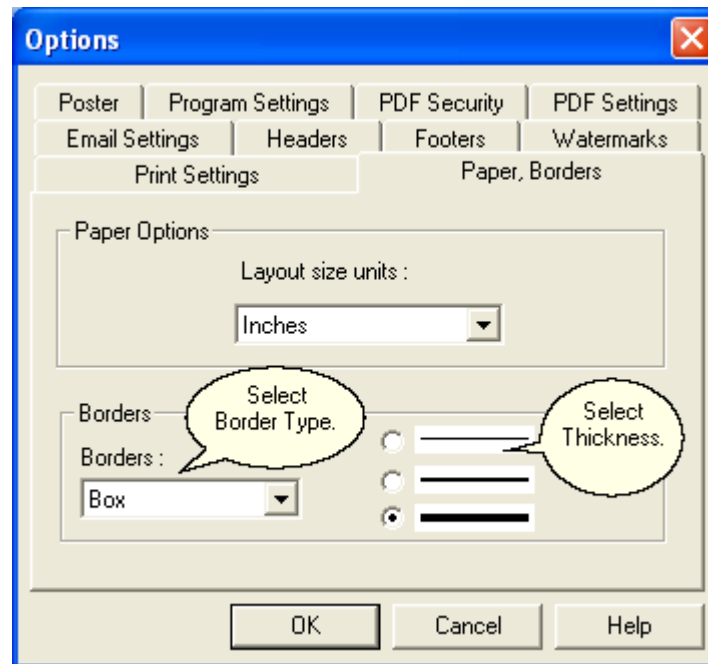 Options
Poster
Program Settings
PDF Security
PDF Settings
Email Settings
Headers
Footers
Watermarks
Print Settings
Paper, Borders
Paper Options
Layout size units :
Inches
Select
Border Type.
Borders
Borders :
Box
Select
Thickness.
OK
Cancel
Help